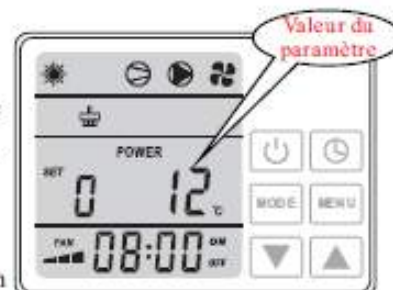 Valeur du
paramètre
POWER
SET 0 12 °C
MODE MENU
FAN 08:00 ON
OFF